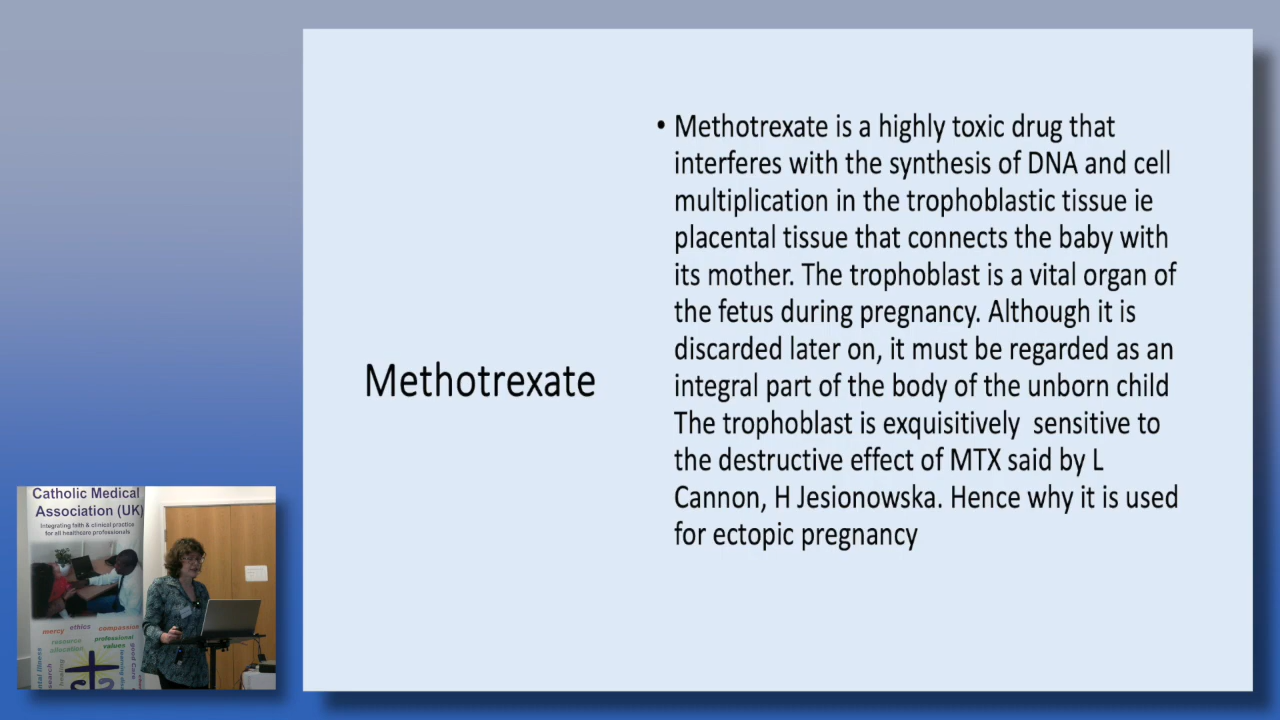 Methotrexate
• Methotrexate is a highly toxic drug that
interferes with the synthesis of DNA and cell
multiplication in the trophoblastic tissue ie
placental tissue that connects the baby with
its mother. The trophoblast is a vital organ of
the fetus during pregnancy. Although it is
discarded later on, it must be regarded as an
integral part of the body of the unborn child
The trophoblast is exquisitively  sensitive to
the destructive effect of MTX said by L
Cannon, H Jesionowska. Hence why it is used
for ectopic pregnancy
Catholic Medical
Association (UK)
Integrating faith & clinical practice
for all healthcare professionals
mercy ethics compassion
resource professional
allocation values